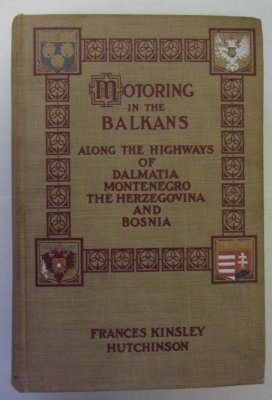 MOTORING
IN THE
BALKANS
ALONG THE HIGHWAYS
OF
DALMATIA
MONTENEGRO
THE HERZEGOVINA
AND
BOSNIA
FRANCES KINSLEY
HUTCHINSON